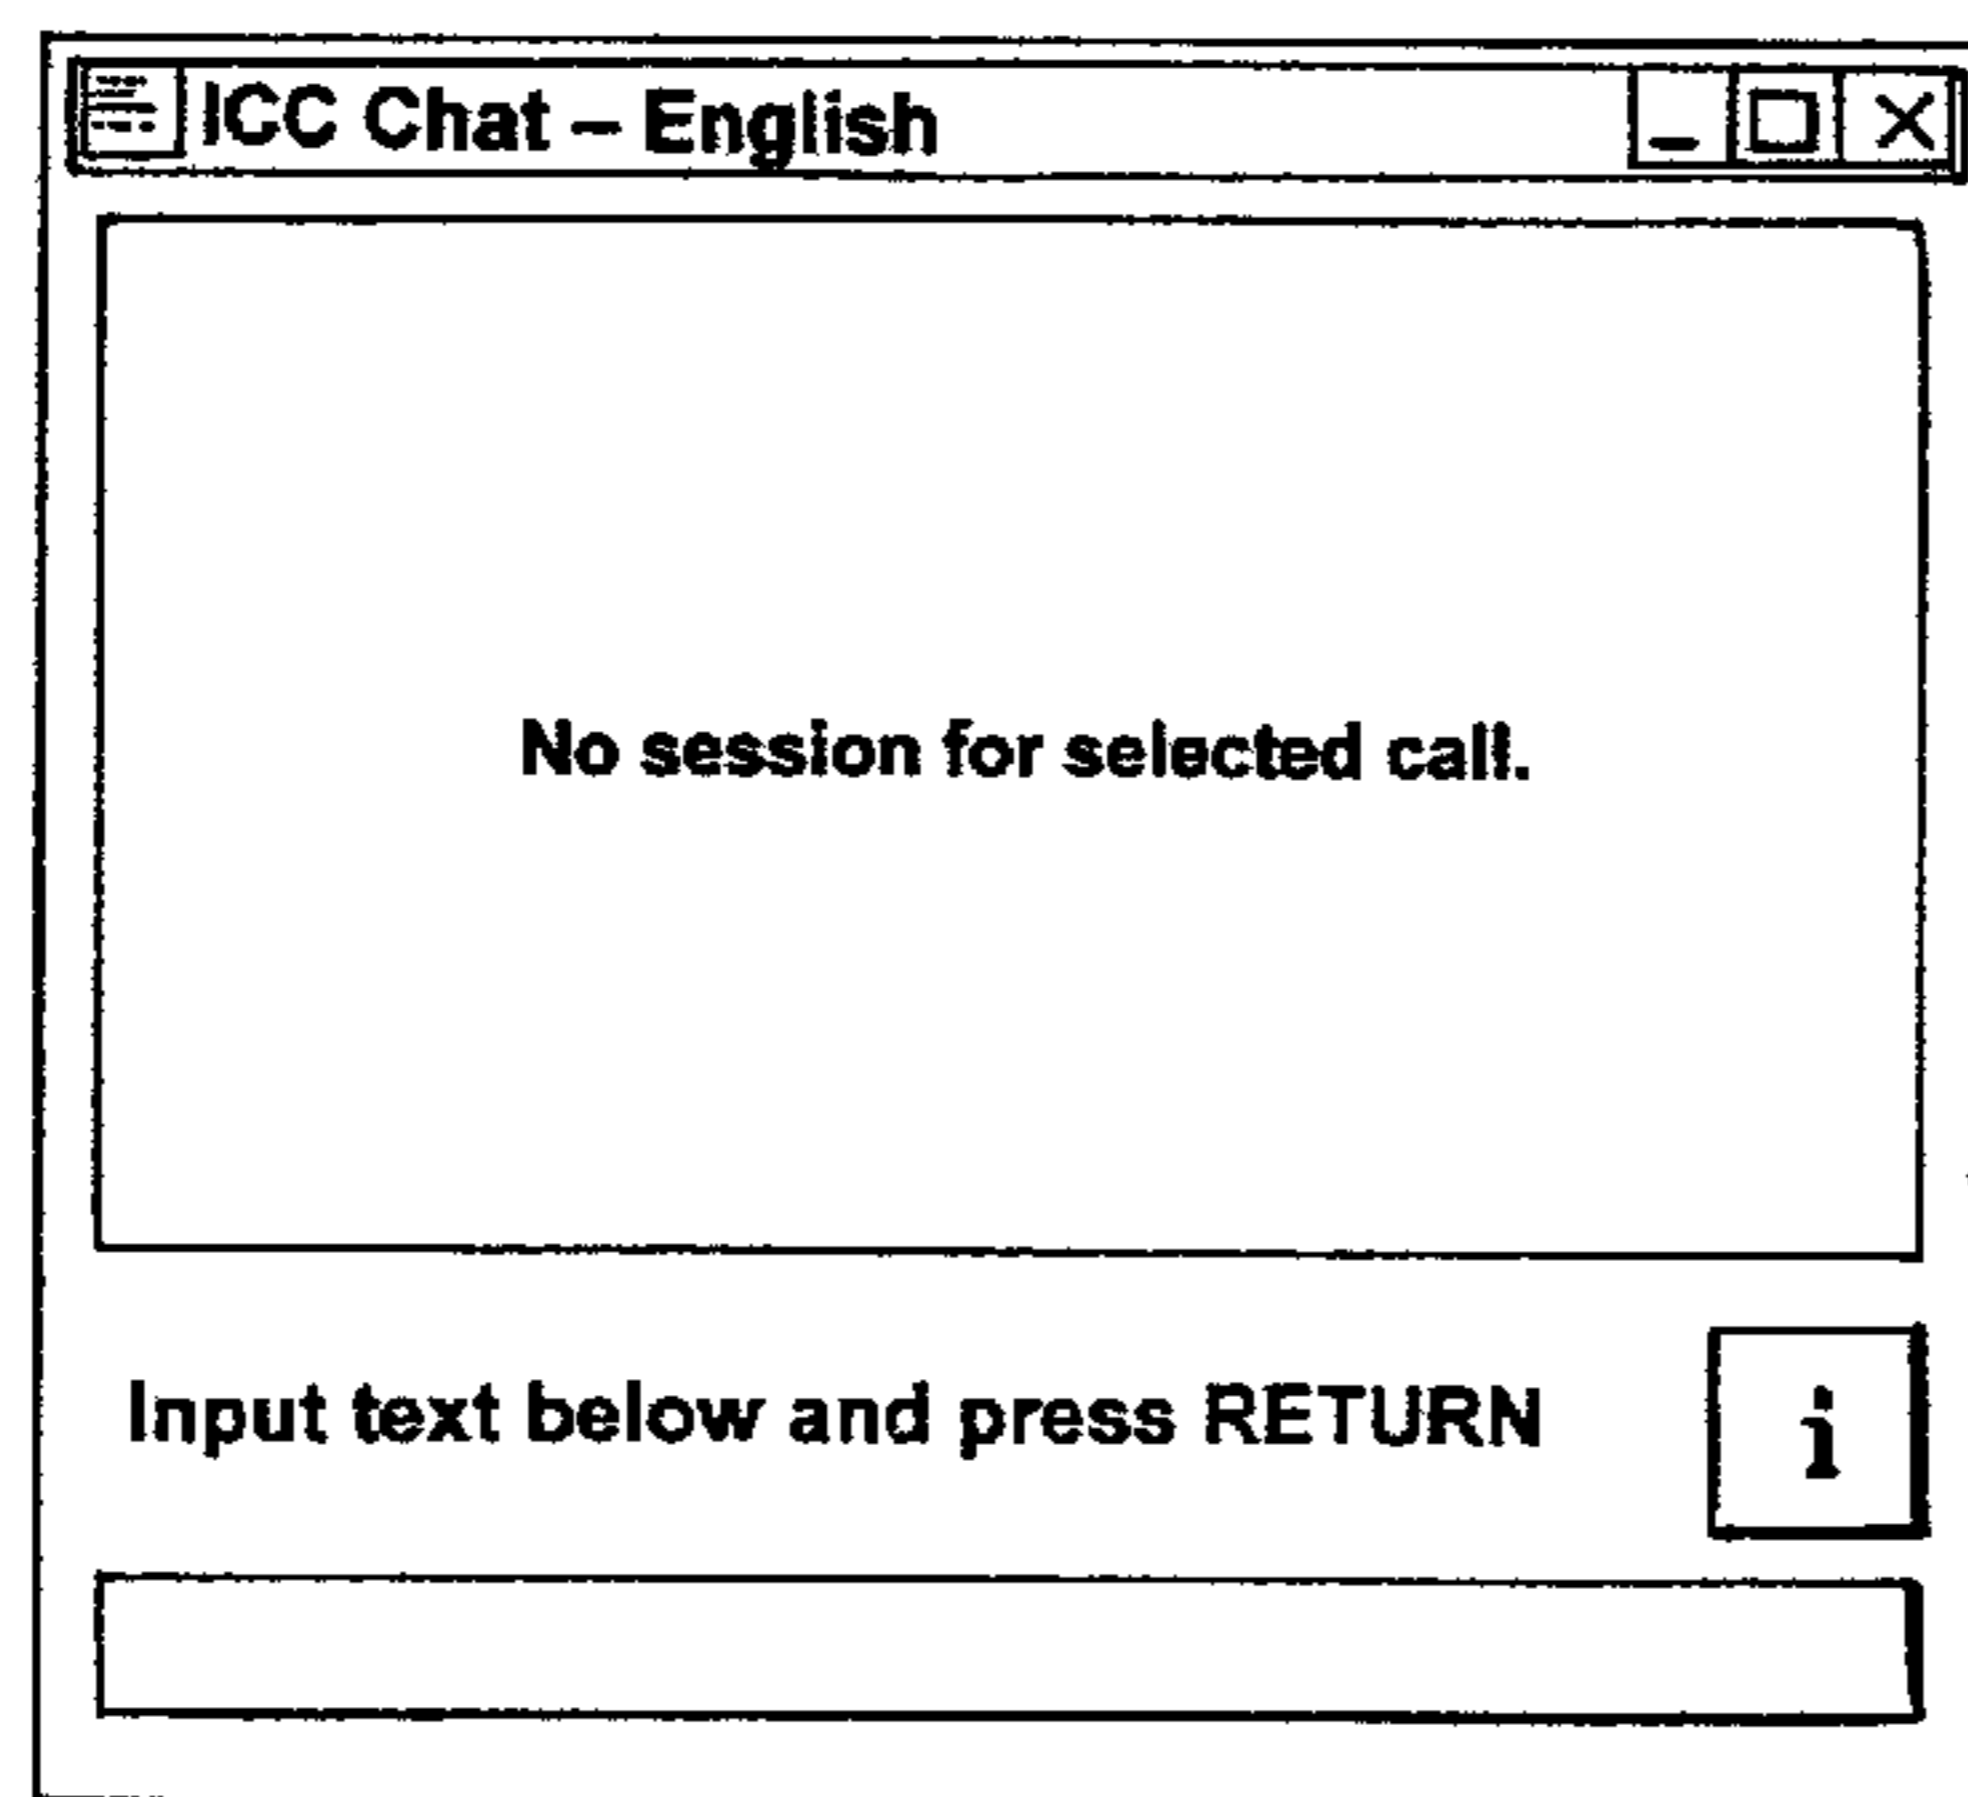 ICC Chat – English
No session for selected call.
Input text below and press RETURN
i